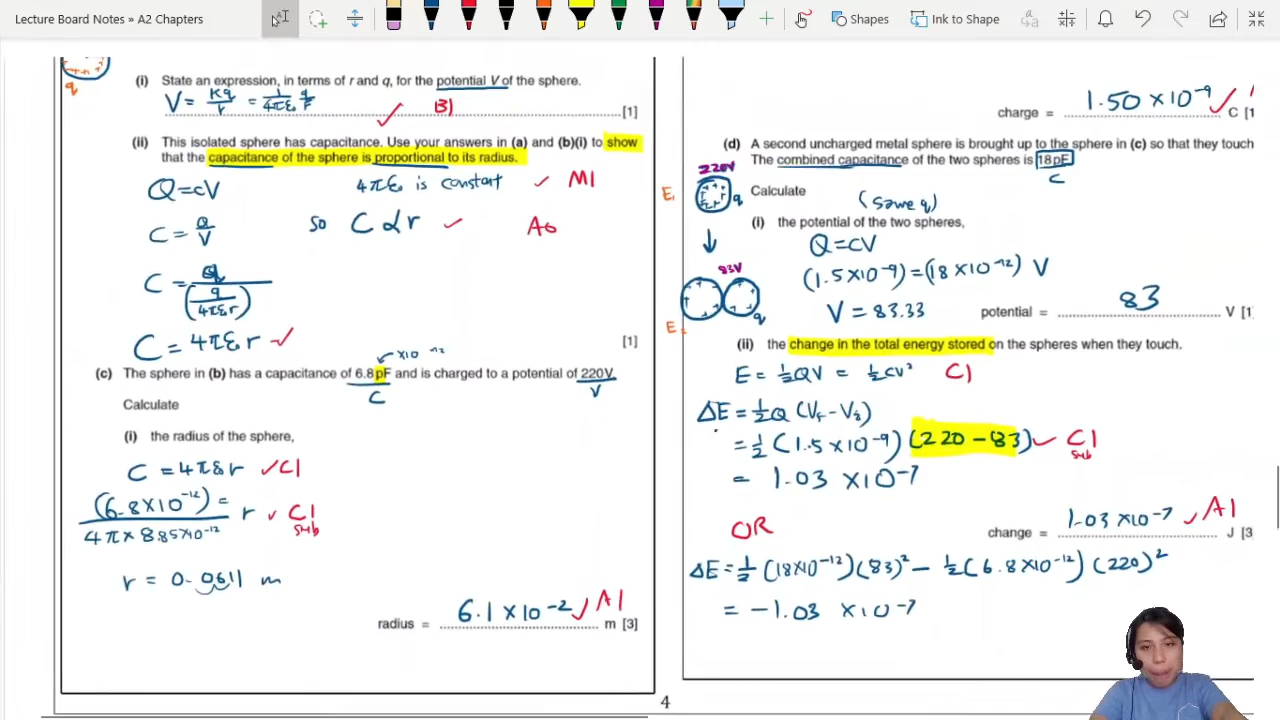 Lecture Board Notes » A2 Chapters
Shapes
Ink to Shape
q
(i) State an expression, in terms of r and q, for the potential V of the sphere.
V = Kq/r = 1/4πε₀ q/r
B1
[1]
(ii) This isolated sphere has capacitance. Use your answers in (a) and (b)(i) to show
that the capacitance of the sphere is proportional to its radius.
Q = CV
4πε₀ is constant ✓ M1
C = Q/V
so C ∝ r ✓ A0
C = q/(q/4πε₀r)
C = 4πε₀ r ✓
[1]
×10⁻¹²
(c) The sphere in (b) has a capacitance of 6.8pF and is charged to a potential of 220V.
C
V
Calculate
(i) the radius of the sphere,
C = 4πε r ✓ C1
(6.8×10⁻¹²)/4π×8.85×10⁻¹² = r ✓ C1
sub
r = 0.0611 m
radius = 6.1 × 10⁻² ✓ A1 m [3]
charge = 1.50 ×10⁻⁹ ✓ C [1
(d) A second uncharged metal sphere is brought up to the sphere in (c) so that they touch
The combined capacitance of the two spheres is 18pF
C
220V
E₁
q
Calculate
(same q)
(i) the potential of the two spheres,
Q = CV
83V
(1.5×10⁻⁹) = (18×10⁻¹²) V
V = 83.33
potential = 83 V [1]
q
E
(ii) the change in the total energy stored on the spheres when they touch.
E = ½QV = ½CV² C1
ΔE = ½Q (V
= ½ (1.5×10⁻⁹) (220 − 83) ✓ C1
sub
= 1.03 ×10⁻⁷
OR
change = 1.03 ×10⁻⁷ ✓ A1 J [3
ΔE = ½ (18×10⁻¹²)(83)² − ½ (6.8×10⁻¹²) (220)²
= −1.03 ×10⁻⁷
4